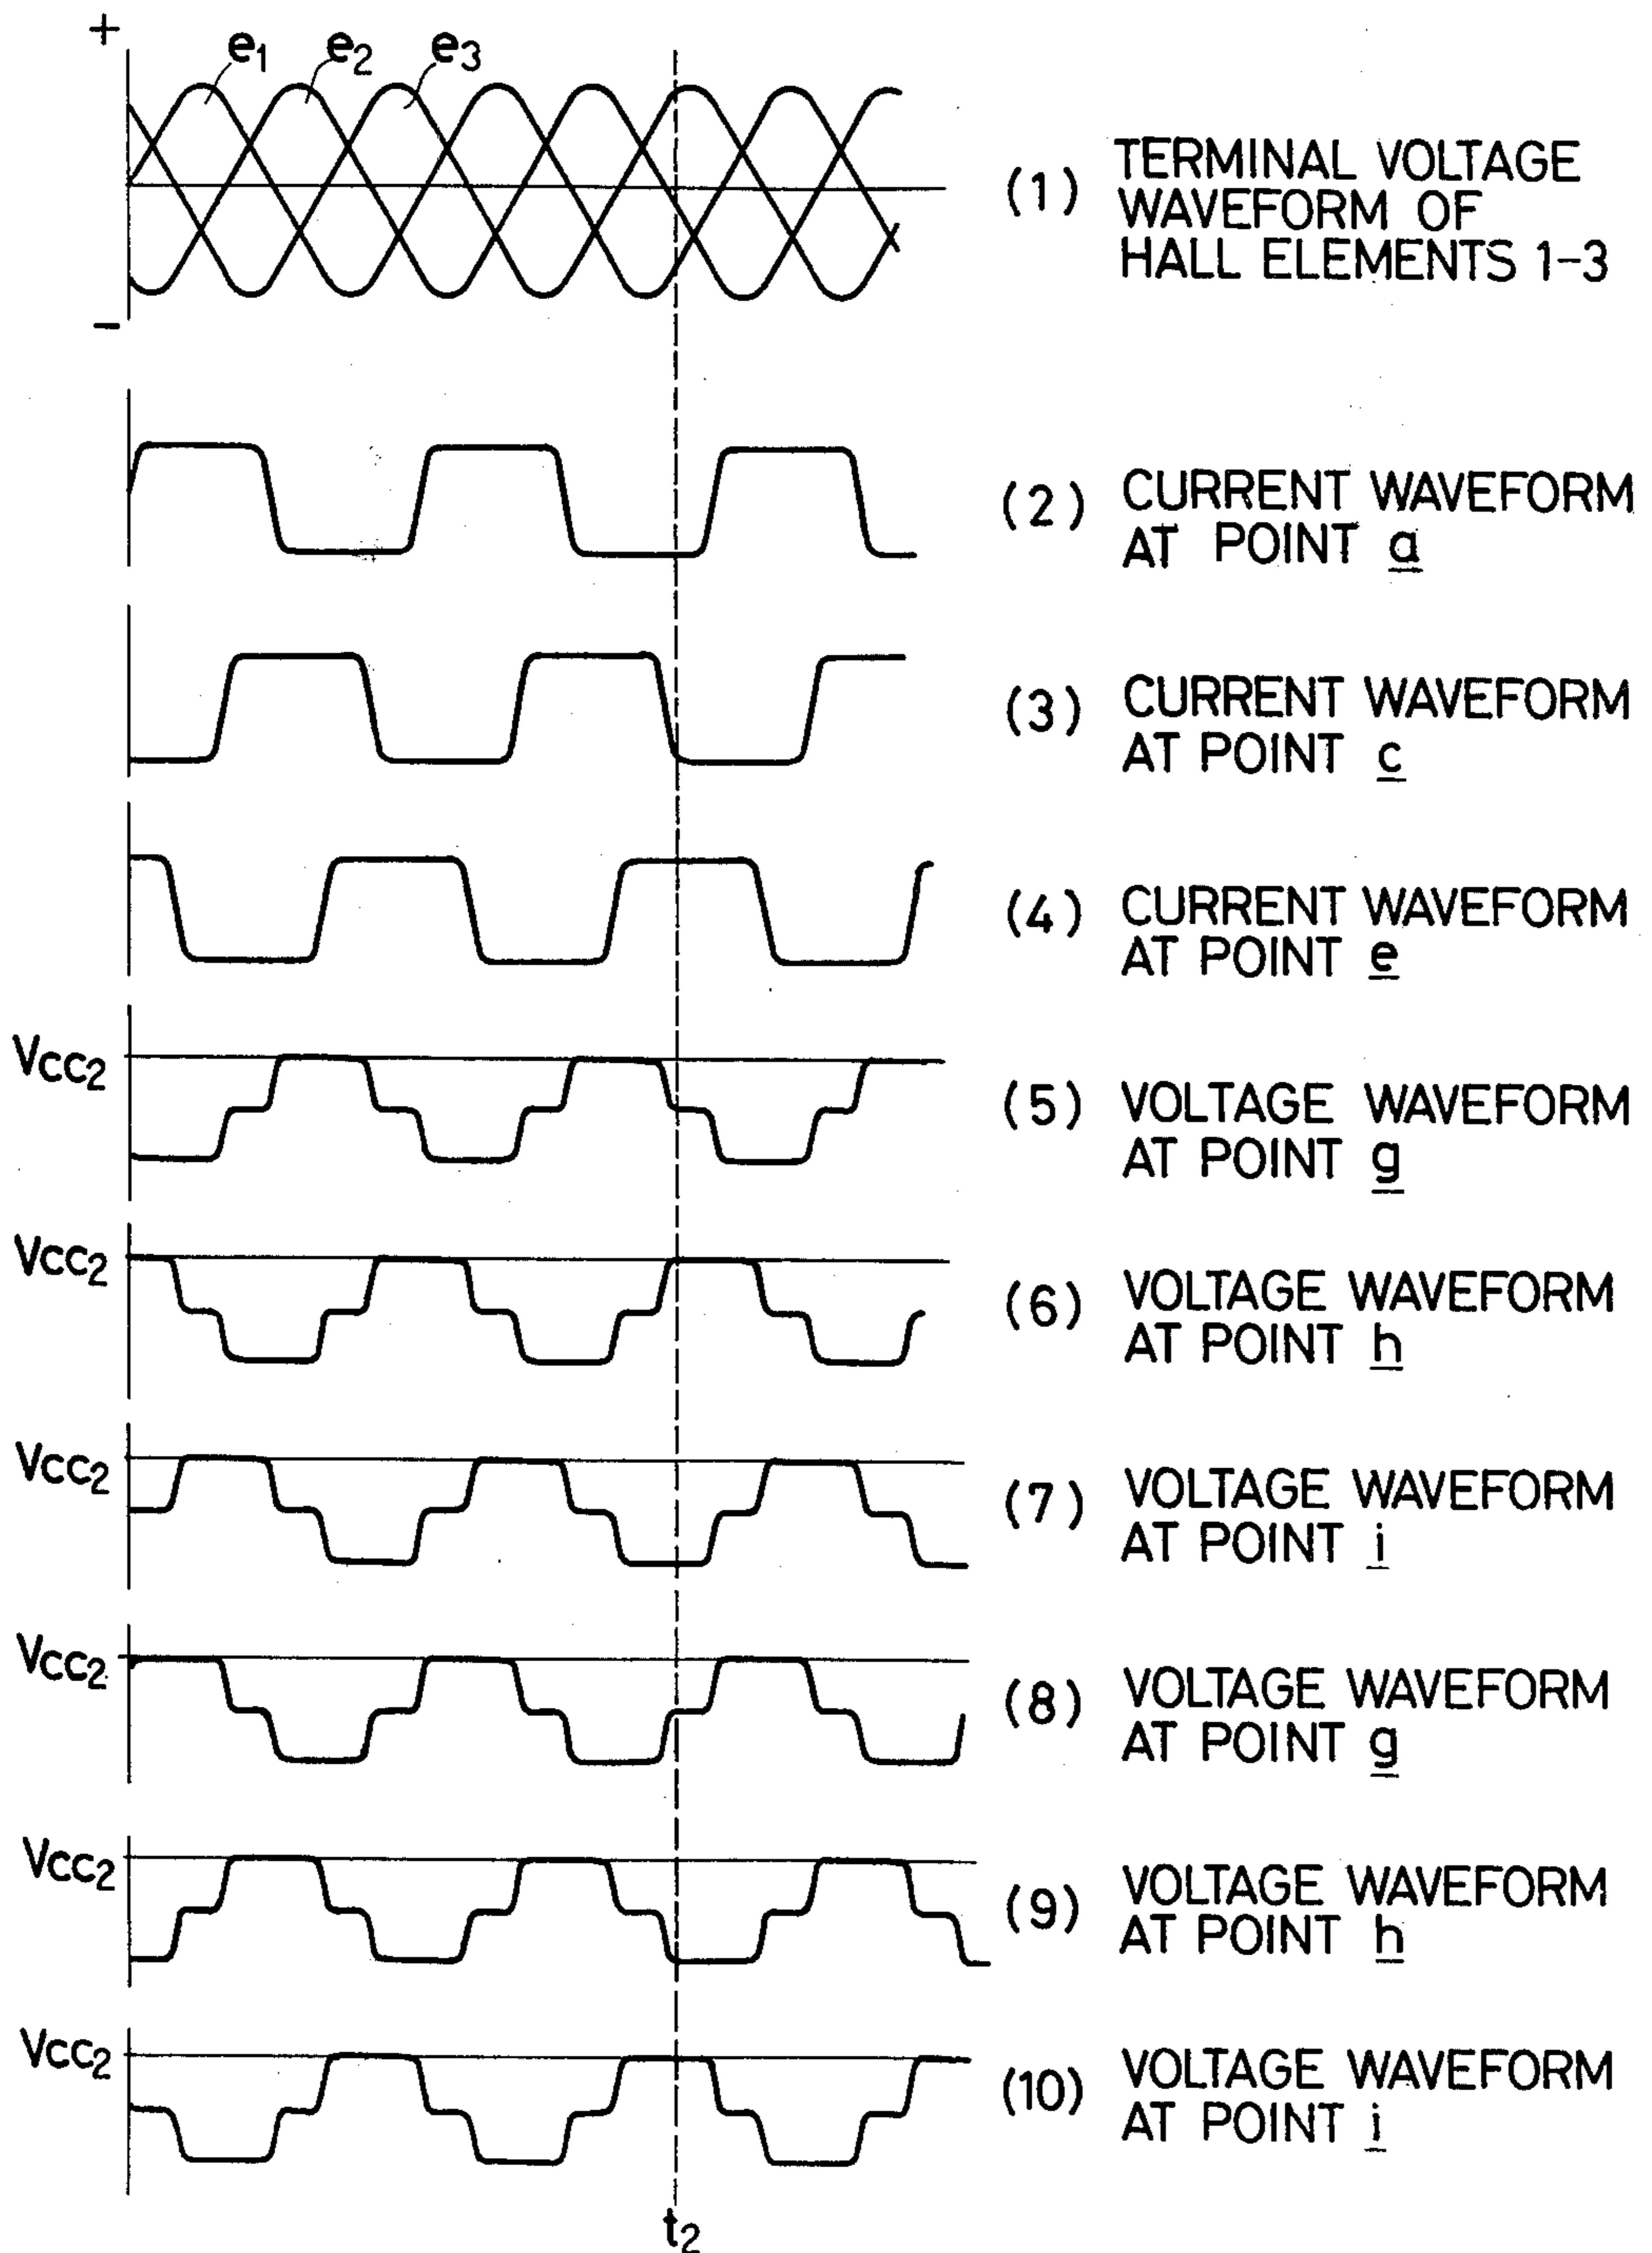 +
e1 e2 e3
(1) TERMINAL VOLTAGE
WAVEFORM OF
HALL ELEMENTS 1-3
-
(2) CURRENT WAVEFORM
AT POINT a
(3) CURRENT WAVEFORM
AT POINT c
(4) CURRENT WAVEFORM
AT POINT e
VCC2
(5) VOLTAGE WAVEFORM
AT POINT g
VCC2
(6) VOLTAGE WAVEFORM
AT POINT h
VCC2
(7) VOLTAGE WAVEFORM
AT POINT i
VCC2
(8) VOLTAGE WAVEFORM
AT POINT g
VCC2
(9) VOLTAGE WAVEFORM
AT POINT h
VCC2
(10) VOLTAGE WAVEFORM
AT POINT i
t2